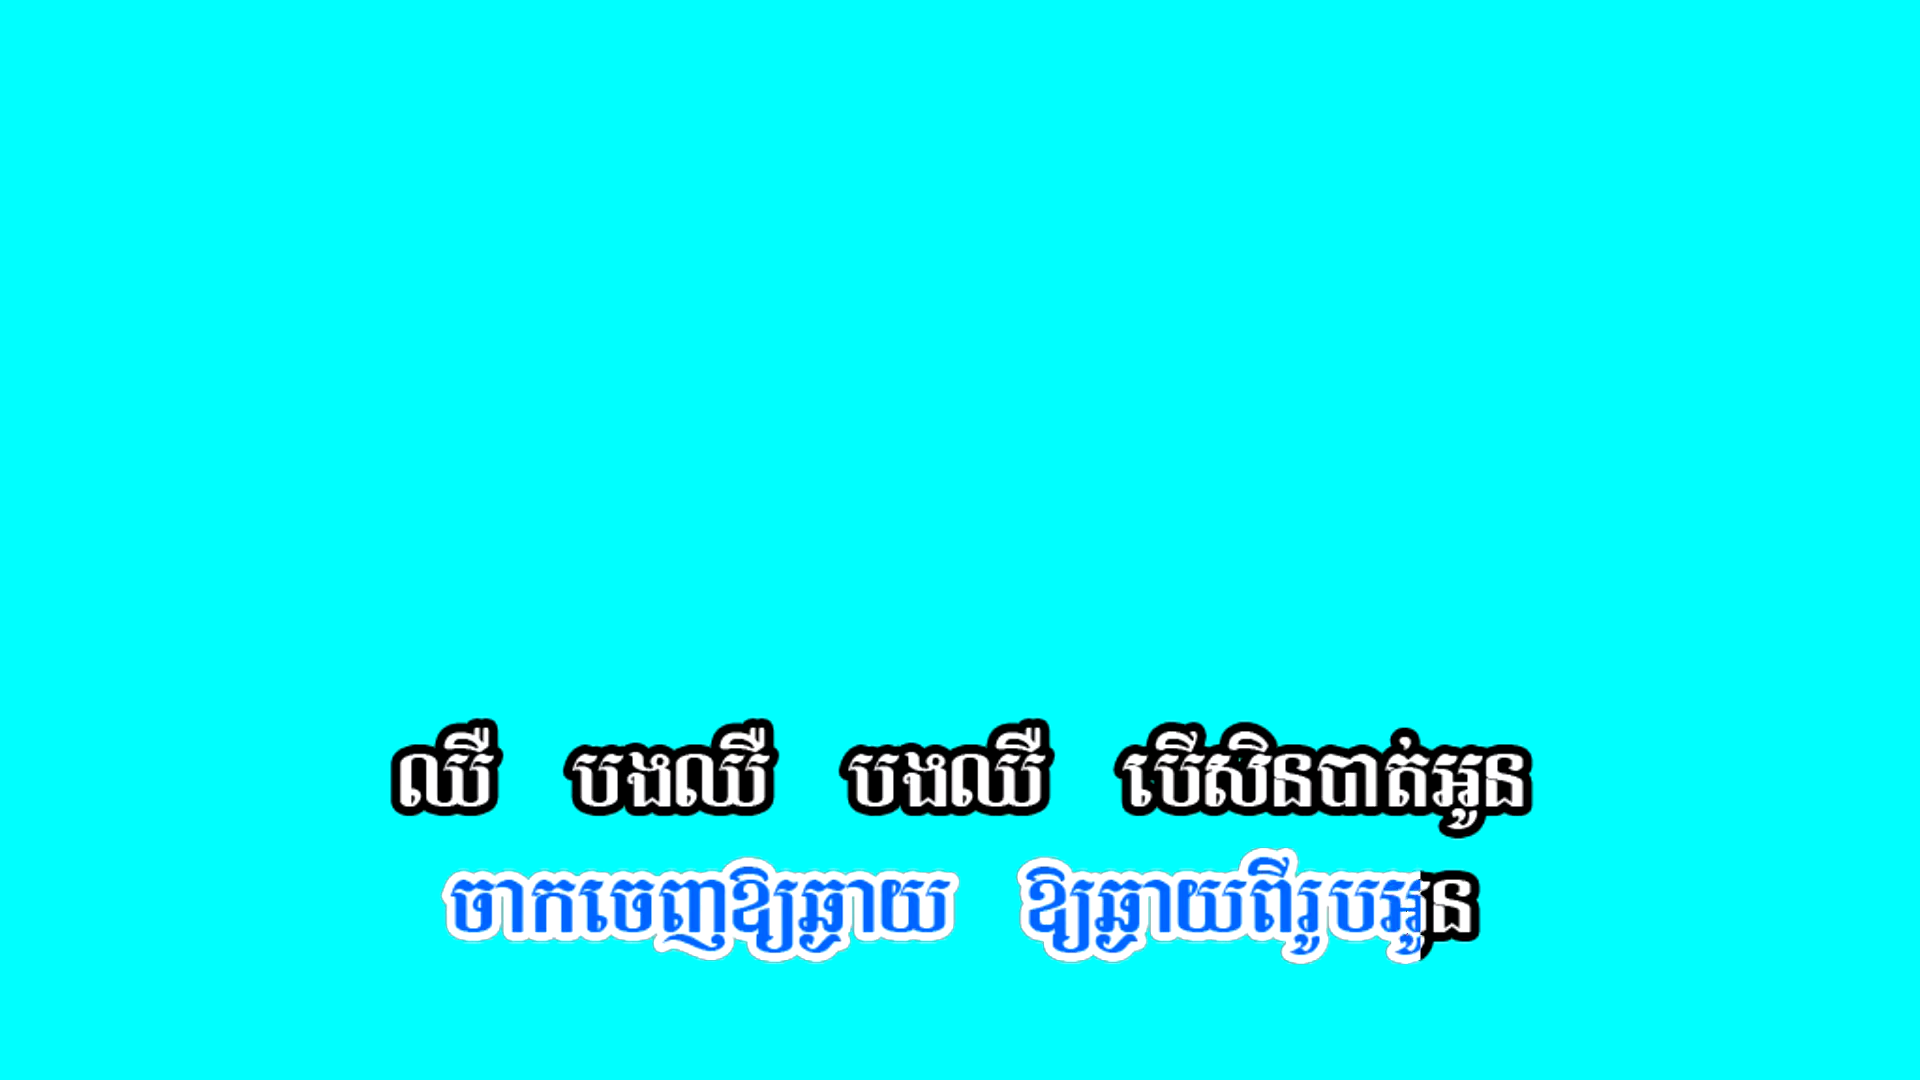 ឈឺ បងឈឺ បងឈឺ បើសិនបាត់អូន
ចាកចេញឱ្យឆ្ងាយ ឱ្យឆ្ងាយពីរូបអូន